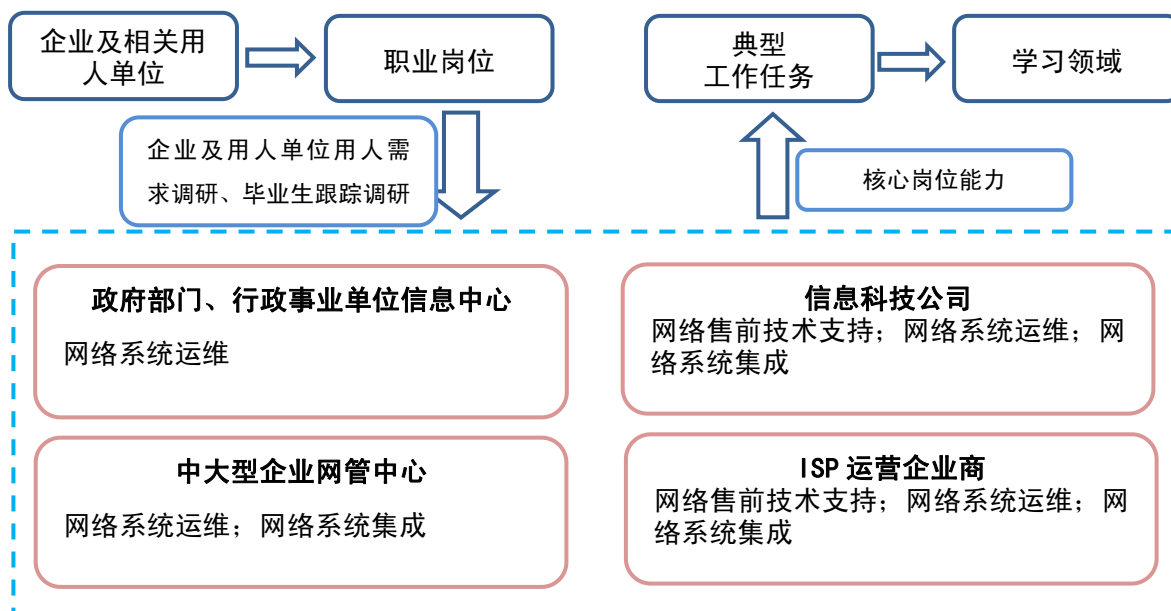 企业及相关用
人单位
职业岗位
典型
工作任务
学习领域
企业及用人单位用人需
求调研、毕业生跟踪调研
核心岗位能力
政府部门、行政事业单位信息中心
网络系统运维
信息科技公司
网络售前技术支持；网络系统运维；网
络系统集成
中大型企业网管中心
网络系统运维；网络系统集成
ISP 运营企业商
网络售前技术支持；网络系统运维；网
络系统集成